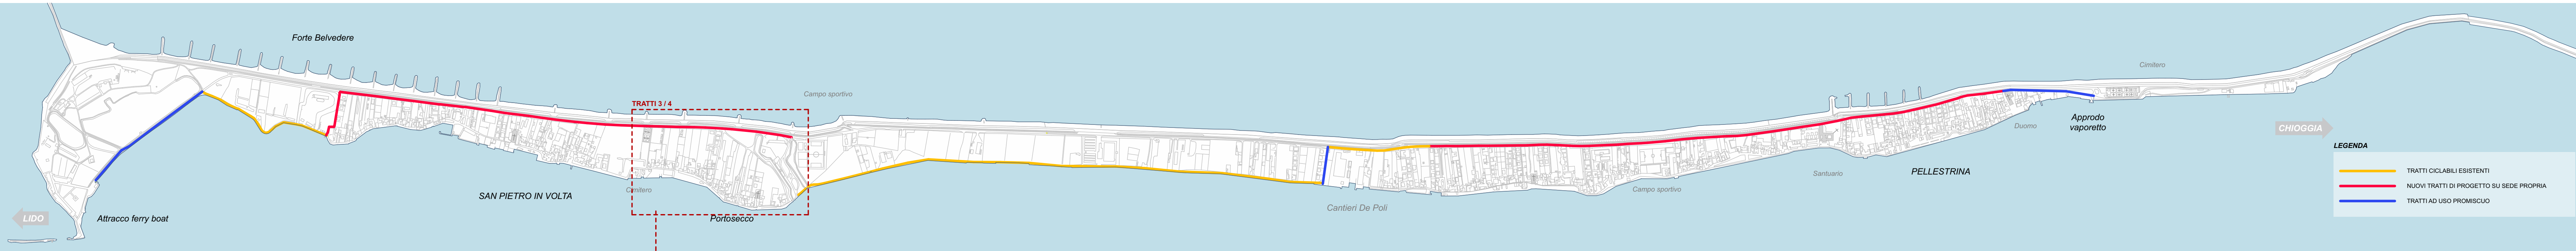 Forte Belvedere
Cimitero
TRATTI 3 / 4
Campo sportivo
Approdo
vaporetto
Duomo
CHIOGGIA
LEGENDA
TRATTI CICLABILI ESISTENTI
NUOVI TRATTI DI PROGETTO SU SEDE PROPRIA
TRATTI AD USO PROMISCUO
Santuario
PELLESTRINA
Cimitero
Campo sportivo
SAN PIETRO IN VOLTA
Cantieri De Poli
LIDO
Attracco ferry boat
Portosecco